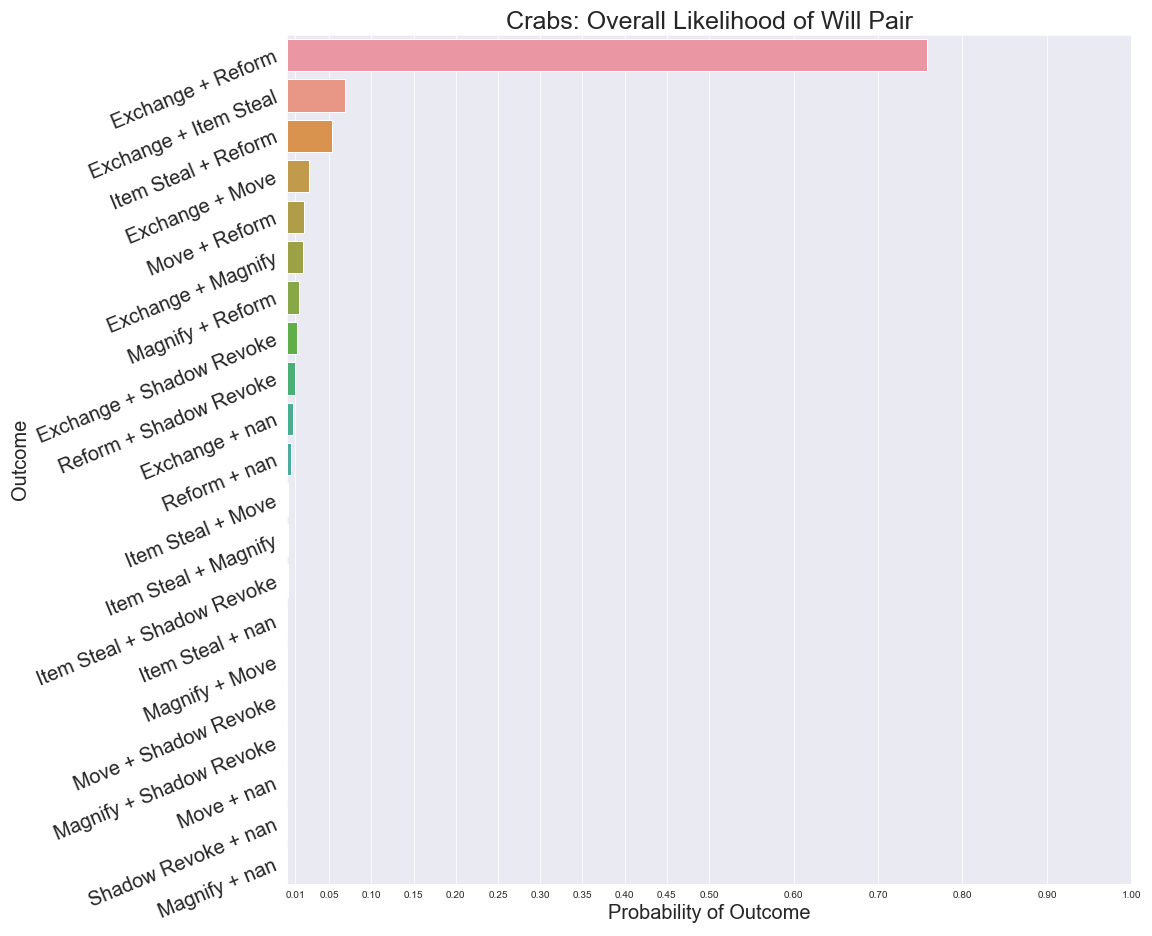 Crabs: Overall Likelihood of Will Pair
Exchange + Reform
Exchange + Item Steal
Item Steal + Reform
Exchange + Move
Move + Reform
Exchange + Magnify
Magnify + Reform
Exchange + Shadow Revoke
Reform + Shadow Revoke
Exchange + nan
Reform + nan
Item Steal + Move
Item Steal + Magnify
Item Steal + Shadow Revoke
Item Steal + nan
Magnify + Move
Move + Shadow Revoke
Magnify + Shadow Revoke
Move + nan
Shadow Revoke + nan
Magnify + nan
Outcome
0.01 0.05 0.10 0.15 0.20 0.25 0.30 0.35 0.40 0.45 0.50 0.60 0.70 0.80 0.90 1.00
Probability of Outcome